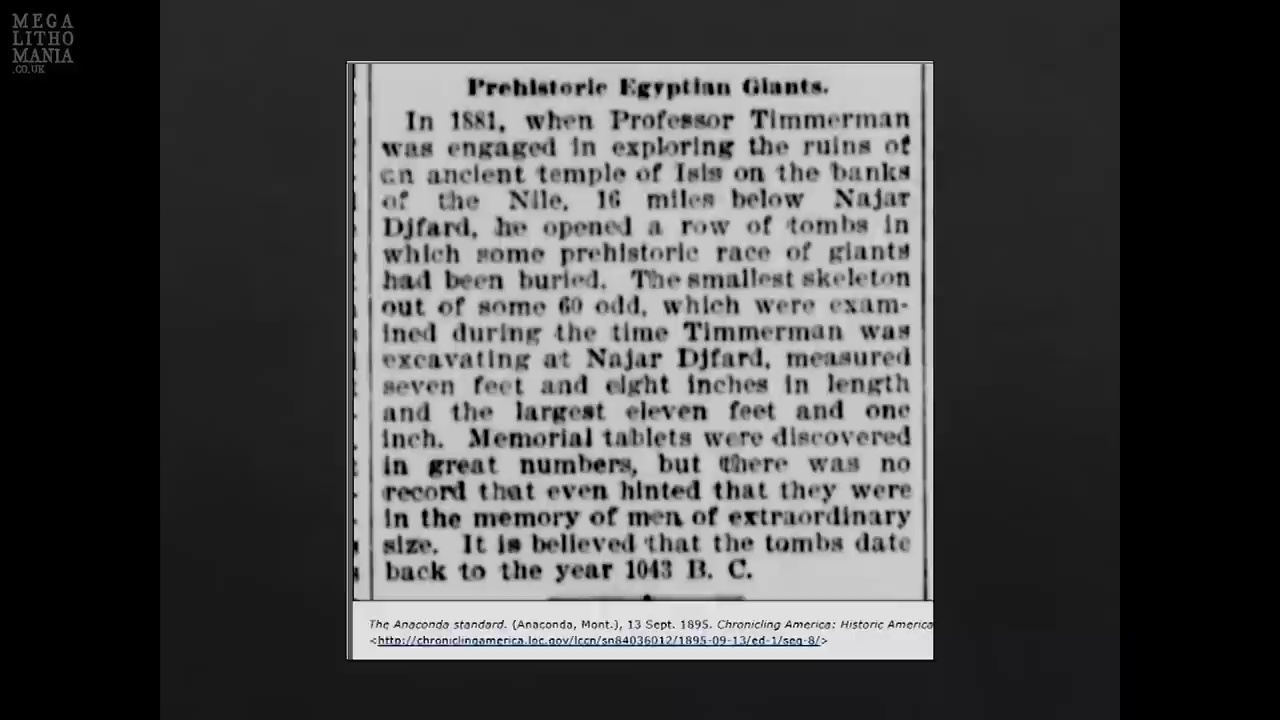 MEGA
LITHO
MANIA
.CO.UK
Prehistoric Egyptian Giants.
In 1881, when Professor Timmerman
was engaged in exploring the ruins of
an ancient temple of Isis on the banks
of the Nile, 16 miles below Najar
Djfard, he opened a row of tombs in
which some prehistoric race of giants
had been buried. The smallest skeleton
out of some 60 odd, which were exam-
ined during the time Timmerman was
excavating at Najar Djfard, measured
seven feet and eight inches in length
and the largest eleven feet and one
inch. Memorial tablets were discovered
in great numbers, but there was no
record that even hinted that they were
in the memory of men of extraordinary
size. It is believed that the tombs date
back to the year 1043 B. C.
The Anaconda standard. (Anaconda, Mont.), 13 Sept. 1895. Chronicling America: Historic America
<http://chroniclingamerica.loc.gov/lccn/sn84036012/1895-09-13/ed-1/seq-8/>